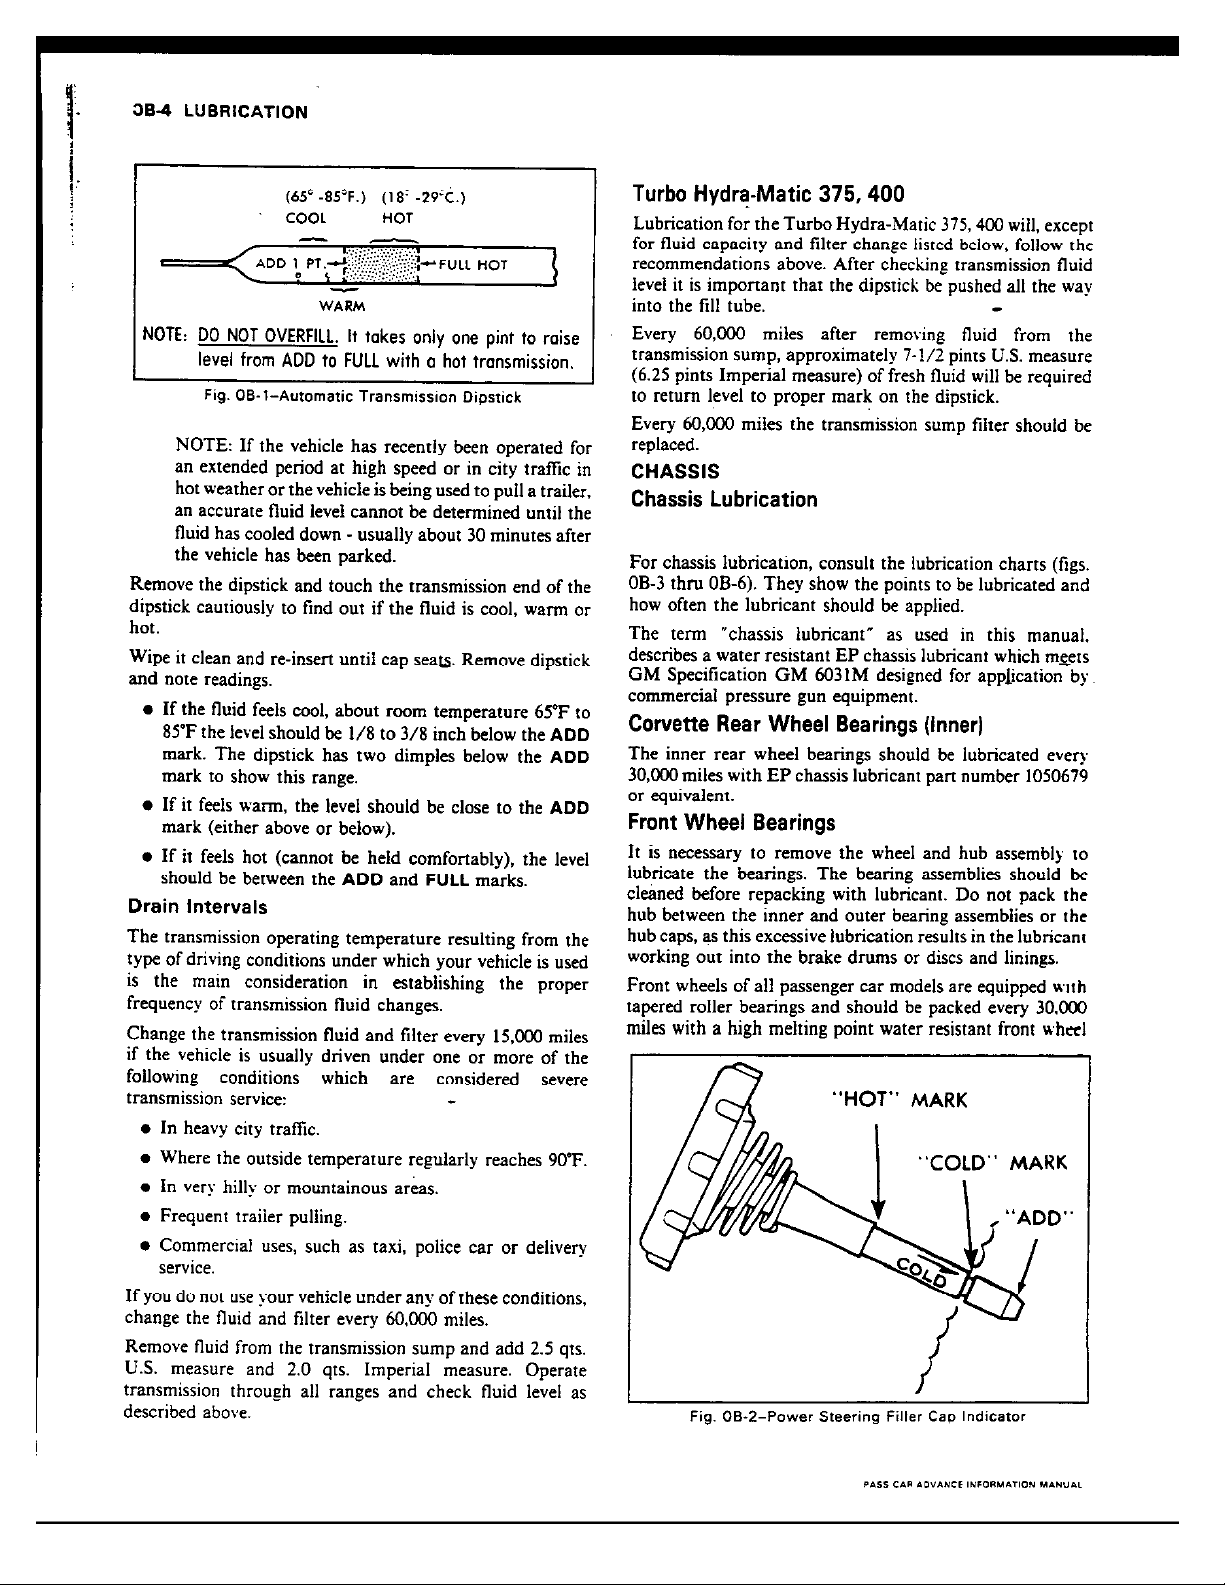 0B-4 LUBRICATION
(65° -85°F.) (18° -29°C.)
COOL HOT
ADD 1 PT. FULL HOT
WARM
NOTE: DO NOT OVERFILL. It takes only one pint to raise
level from ADD to FULL with a hot transmission.
Fig. OB-1–Automatic Transmission Dipstick
NOTE: If the vehicle has recently been operated for
an extended period at high speed or in city traffic in
hot weather or the vehicle is being used to pull a trailer,
an accurate fluid level cannot be determined until the
fluid has cooled down - usually about 30 minutes after
the vehicle has been parked.
Remove the dipstick and touch the transmission end of the
dipstick cautiously to find out if the fluid is cool, warm or
hot.
Wipe it clean and re-insert until cap seats. Remove dipstick
and note readings.
● If the fluid feels cool, about room temperature 65°F to
85°F the level should be 1/8 to 3/8 inch below the ADD
mark. The dipstick has two dimples below the ADD
mark to show this range.
● If it feels warm, the level should be close to the ADD
mark (either above or below).
● If it feels hot (cannot be held comfortably), the level
should be between the ADD and FULL marks.
Drain Intervals
The transmission operating temperature resulting from the
type of driving conditions under which your vehicle is used
is the main consideration in establishing the proper
frequency of transmission fluid changes.
Change the transmission fluid and filter every 15,000 miles
if the vehicle is usually driven under one or more of the
following conditions which are considered severe
transmission service:
● In heavy city traffic.
● Where the outside temperature regularly reaches 90°F.
● In very hilly or mountainous areas.
● Frequent trailer pulling.
● Commercial uses, such as taxi, police car or delivery
service.
If you do not use your vehicle under any of these conditions,
change the fluid and filter every 60,000 miles.
Remove fluid from the transmission sump and add 2.5 qts.
U.S. measure and 2.0 qts. Imperial measure. Operate
transmission through all ranges and check fluid level as
described above.
Turbo Hydra-Matic 375, 400
Lubrication for the Turbo Hydra-Matic 375, 400 will, except
for fluid capacity and filter change listed below, follow the
recommendations above. After checking transmission fluid
level it is important that the dipstick be pushed all the way
into the fill tube.
Every 60,000 miles after removing fluid from the
transmission sump, approximately 7-1/2 pints U.S. measure
(6.25 pints Imperial measure) of fresh fluid will be required
to return level to proper mark on the dipstick.
Every 60,000 miles the transmission sump filter should be
replaced.
CHASSIS
Chassis Lubrication
For chassis lubrication, consult the lubrication charts (figs.
0B-3 thru 0B-6). They show the points to be lubricated and
how often the lubricant should be applied.
The term "chassis lubricant" as used in this manual,
describes a water resistant EP chassis lubricant which meets
GM Specification GM 6031M designed for application by
commercial pressure gun equipment.
Corvette Rear Wheel Bearings (Inner)
The inner rear wheel bearings should be lubricated every
30,000 miles with EP chassis lubricant part number 1050679
or equivalent.
Front Wheel Bearings
It is necessary to remove the wheel and hub assembly to
lubricate the bearings. The bearing assemblies should be
cleaned before repacking with lubricant. Do not pack the
hub between the inner and outer bearing assemblies or the
hub caps, as this excessive lubrication results in the lubricant
working out into the brake drums or discs and linings.
Front wheels of all passenger car models are equipped with
tapered roller bearings and should be packed every 30,000
miles with a high melting point water resistant front wheel
"HOT" MARK
"COLD" MARK
"ADD"
COLD
Fig. OB-2–Power Steering Filler Cap Indicator
PASS CAR ADVANCE INFORMATION MANUAL